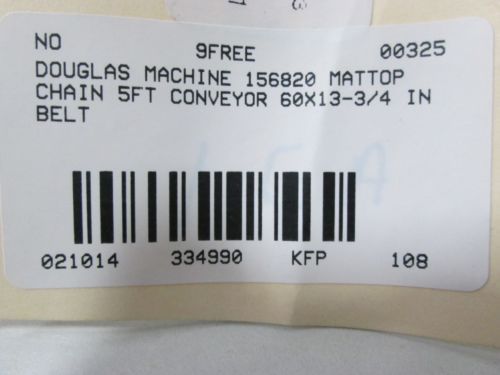 NO 9FREE 00325
DOUGLAS MACHINE 156820 MATTOP
CHAIN 5FT CONVEYOR 60X13-3/4 IN
BELT
021014 334990 KFP 108